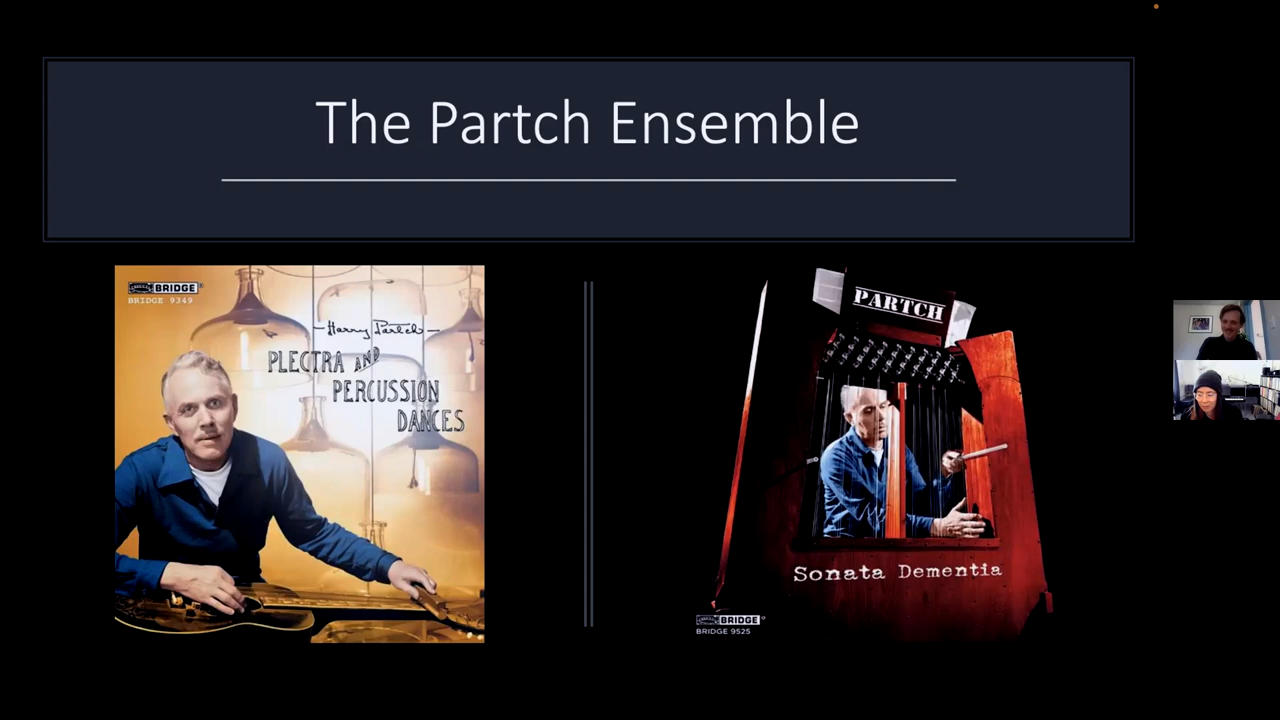 The Partch Ensemble
BRIDGE
BRIDGE 9349
Harry Partch
PLECTRA AND
PERCUSSION
DANCES
PARTCH
Sonata Dementia
BRIDGE
BRIDGE 9525